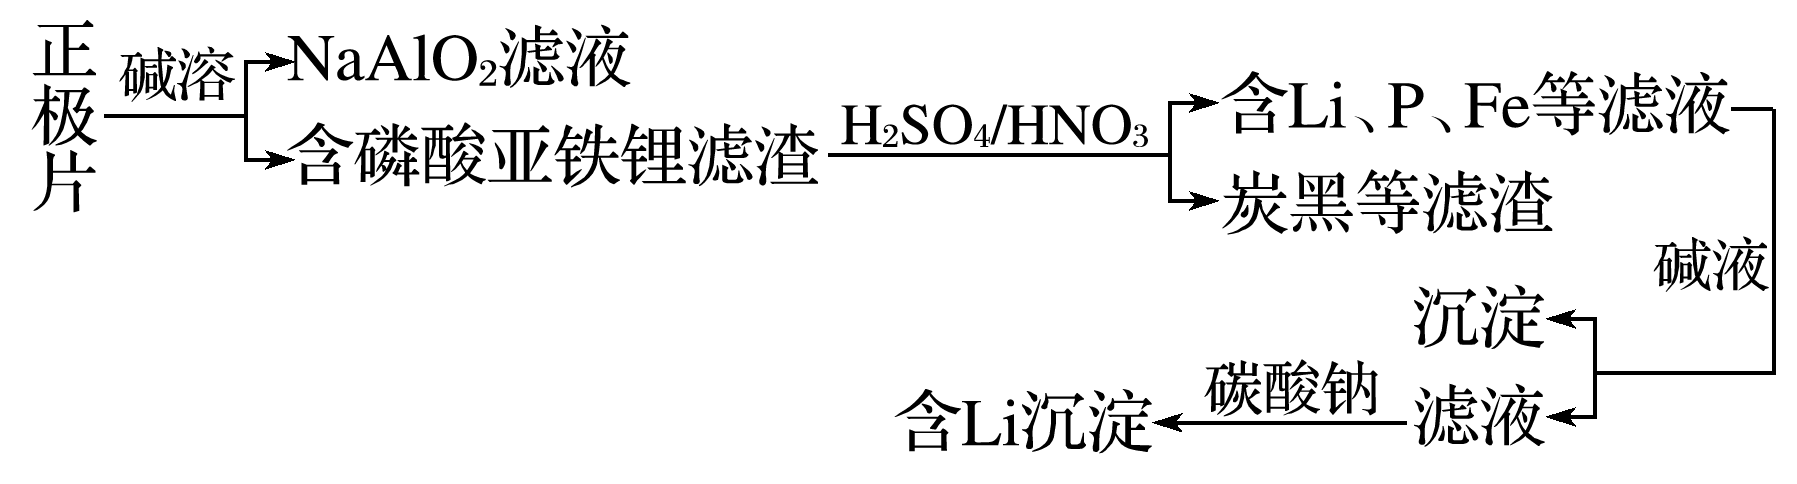 正极片
碱溶
NaAlO₂滤液
含磷酸亚铁锂滤渣
H₂SO₄/HNO₃
含Li、P、Fe等滤液
炭黑等滤渣
碱液
沉淀
滤液
碳酸钠
含Li沉淀